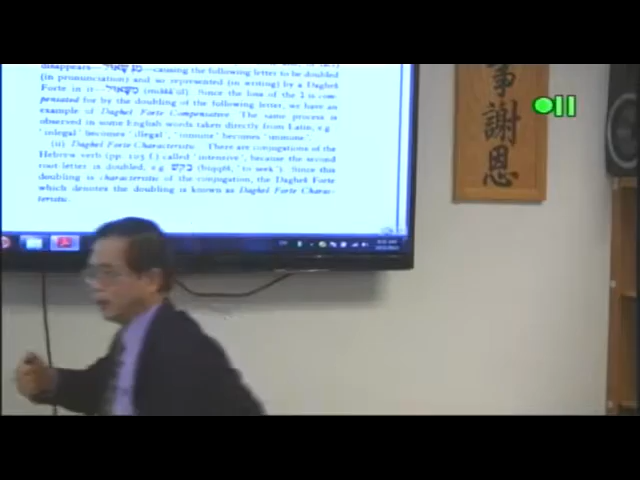 disappears— causing the following letter to be doubled
(in pronunciation) and so represented (in writing) by a Daghesh
Forte in it— Since the loss of the נ is com-
pensated for by the doubling of the following letter, we have an
example of Daghesh Forte Compensative. The same process is
observed in some English words taken directly from Latin, e.g.
'inlegal' becomes 'illegal', 'inmune' becomes 'immune'.
(ii) Daghesh Forte Characteristic. There are conjugations of the
Hebrew verb (pp. 103 f.) called 'intensive', because the second
root letter is doubled, e.g. בקש 'to seek'. Since this
doubling is characteristic of the conjugation, the Daghesh Forte
which denotes the doubling is known as Daghesh Forte Charac-
teristic.
事謝恩